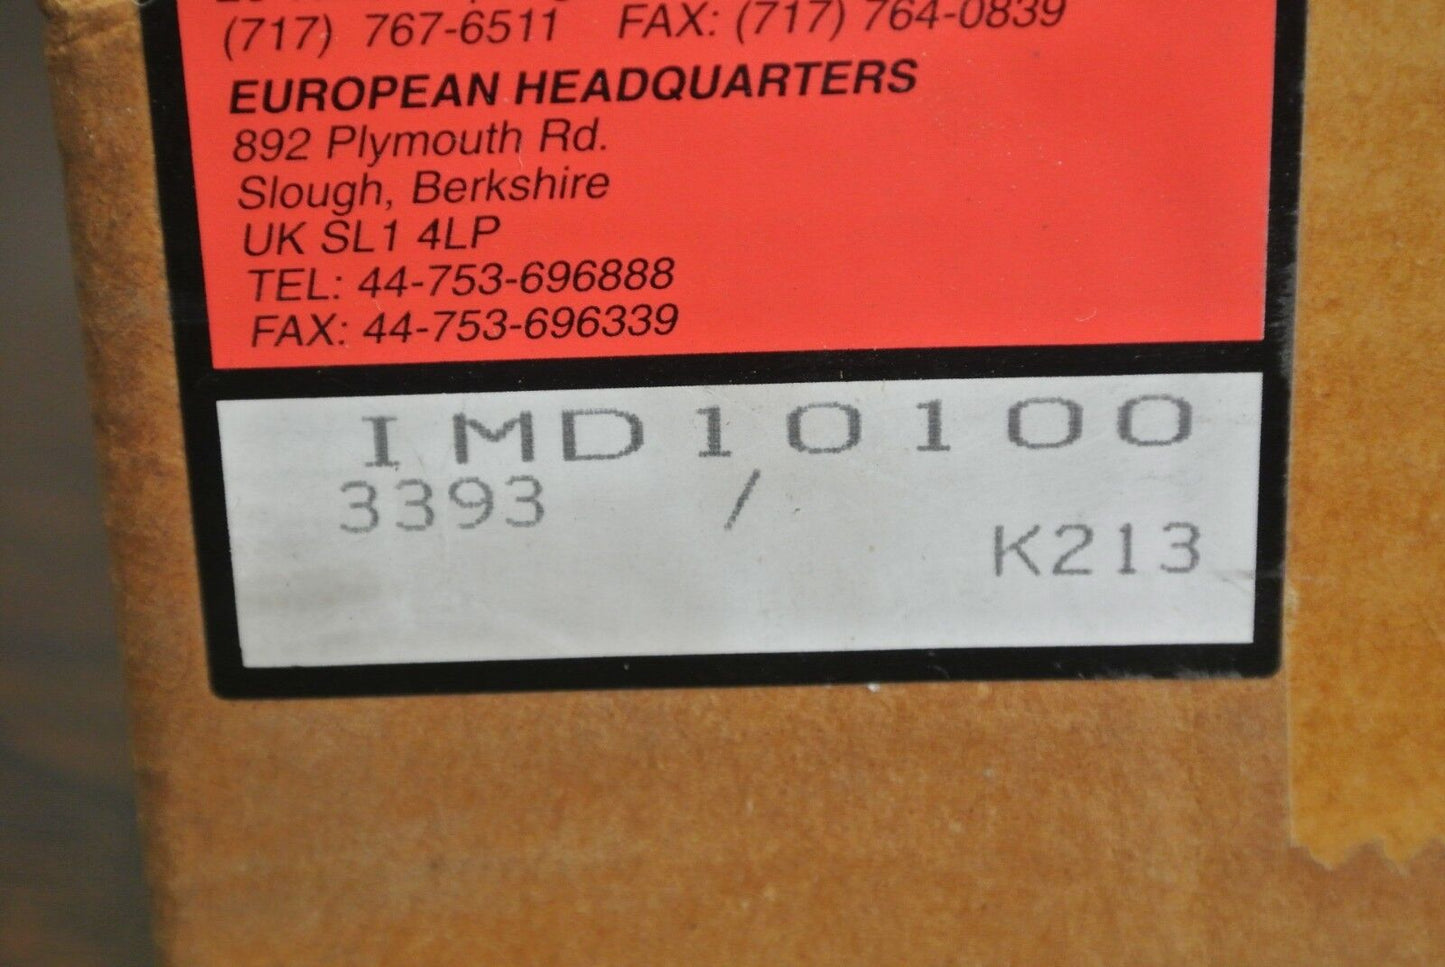 (717) 767-6511 FAX: (717) 764-0839
EUROPEAN HEADQUARTERS
892 Plymouth Rd.
Slough, Berkshire
UK SL1 4LP
TEL: 44-753-696888
FAX: 44-753-696339
IMD10100
3393 /
K213